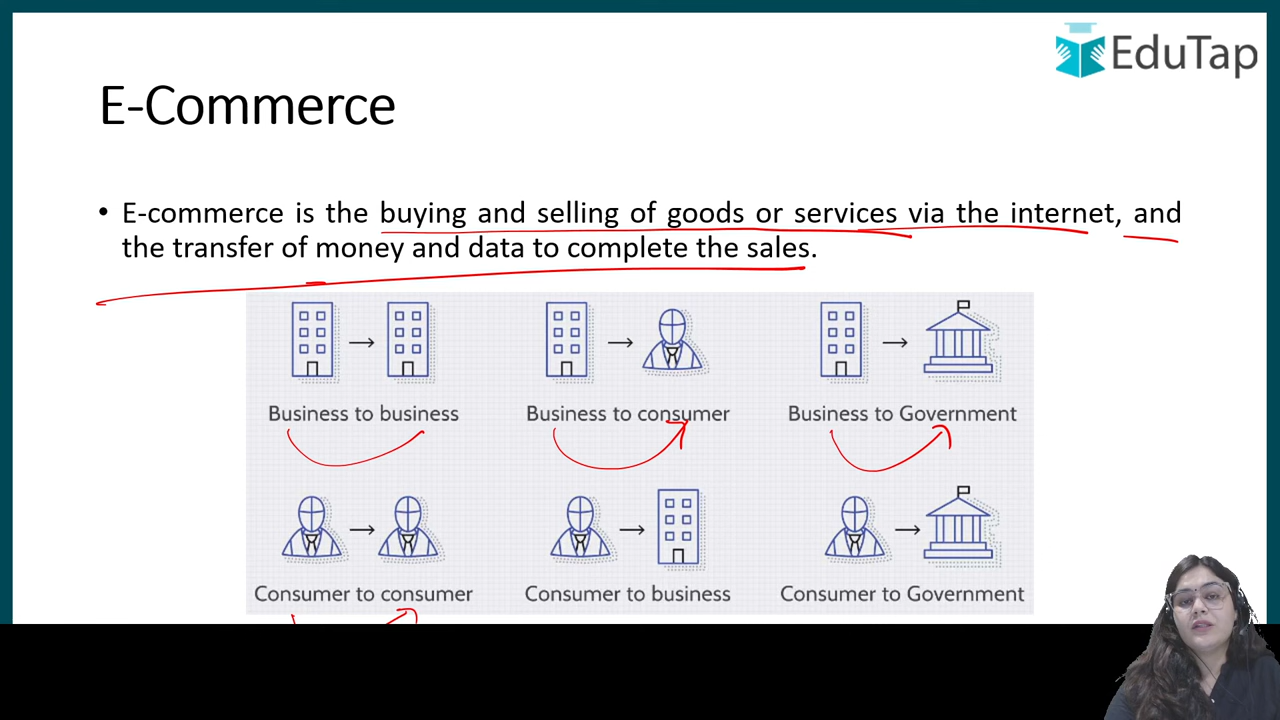 EduTap
E-Commerce
• E-commerce is the buying and selling of goods or services via the internet, and
the transfer of money and data to complete the sales.
Business to business
Business to consumer
Business to Government
Consumer to consumer
Consumer to business
Consumer to Government